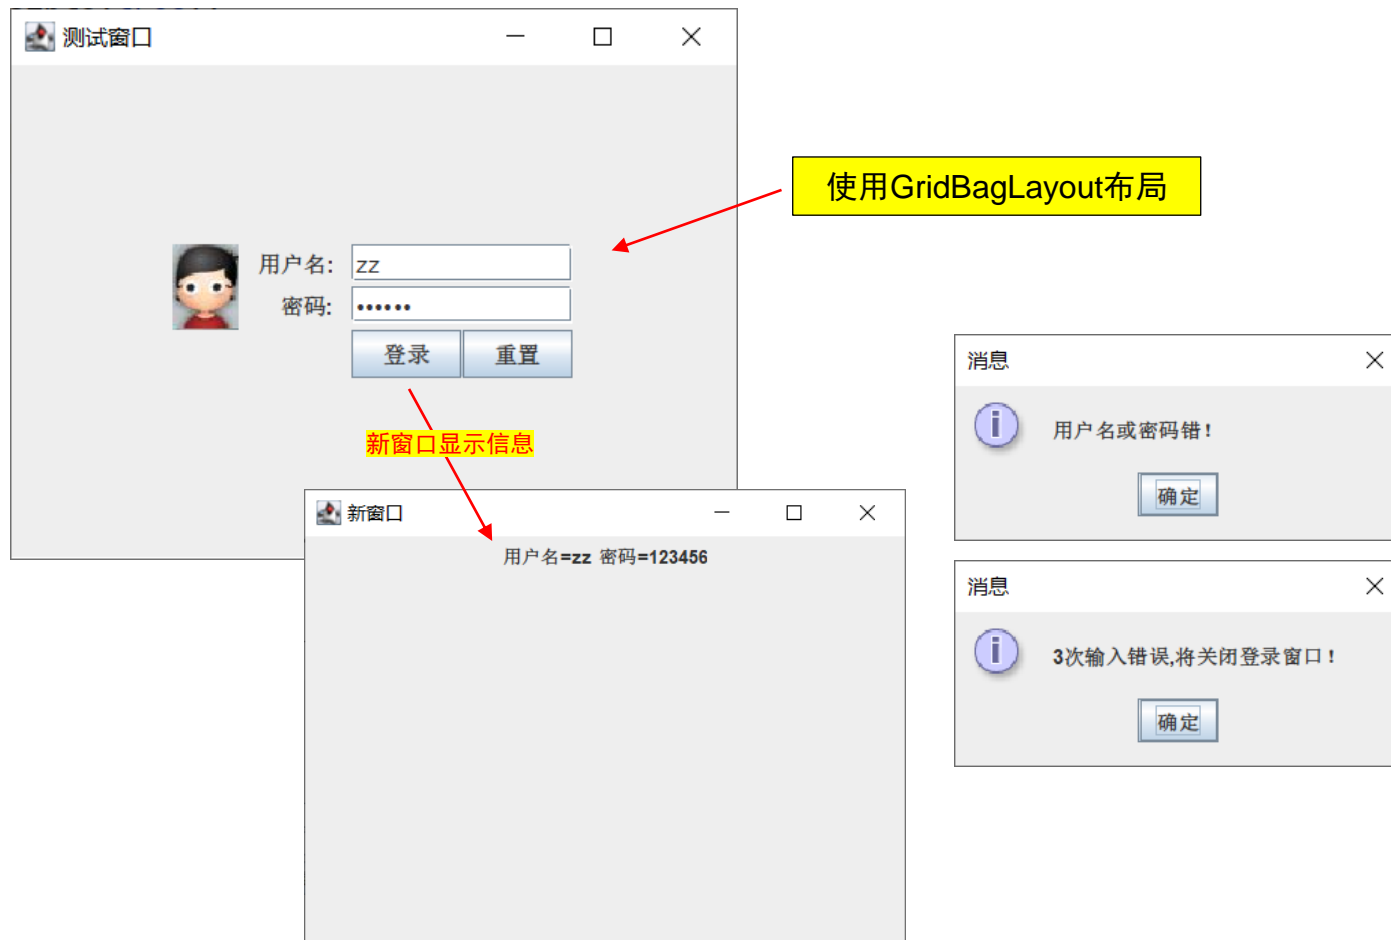 测试窗口
使用GridBagLayout布局
用户名: zz
密码: ••••••
登录 重置
新窗口显示信息
新窗口
用户名=zz 密码=123456
消息
用户名或密码错!
确定
消息
3次输入错误,将关闭登录窗口!
确定